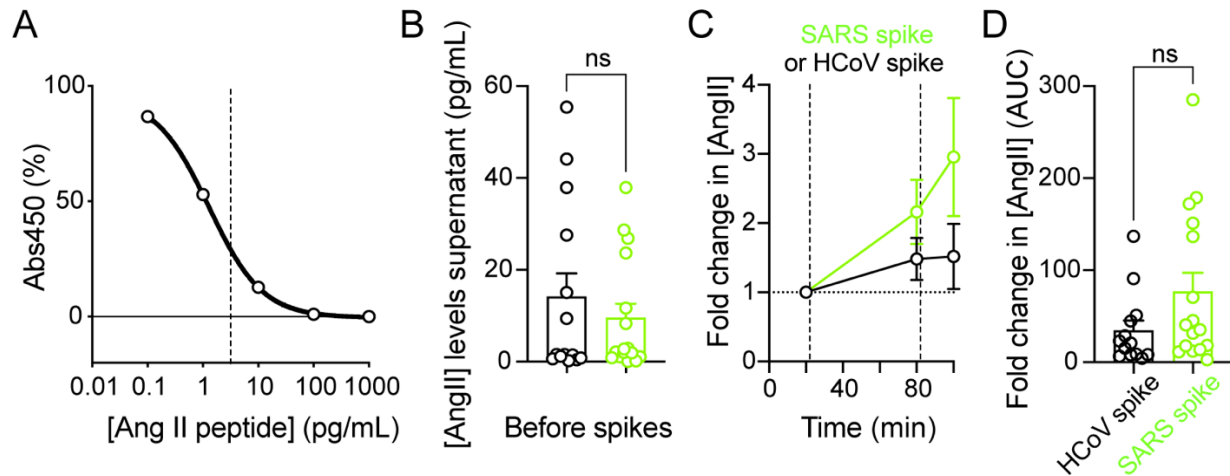 A
Abs450 (%)
100
50
0
0.01 0.1 1 10 100 1000
[Ang II peptide] (pg/mL)
B
[AngII] levels supernatant (pg/mL)
60
40
20
0
ns
Before spikes
C
SARS spike
or HCoV spike
Fold change in [AngII]
4
3
2
1
0
0 40 80
Time (min)
D
Fold change in [AngII] (AUC)
300
200
100
0
ns
HCoV spike
SARS spike